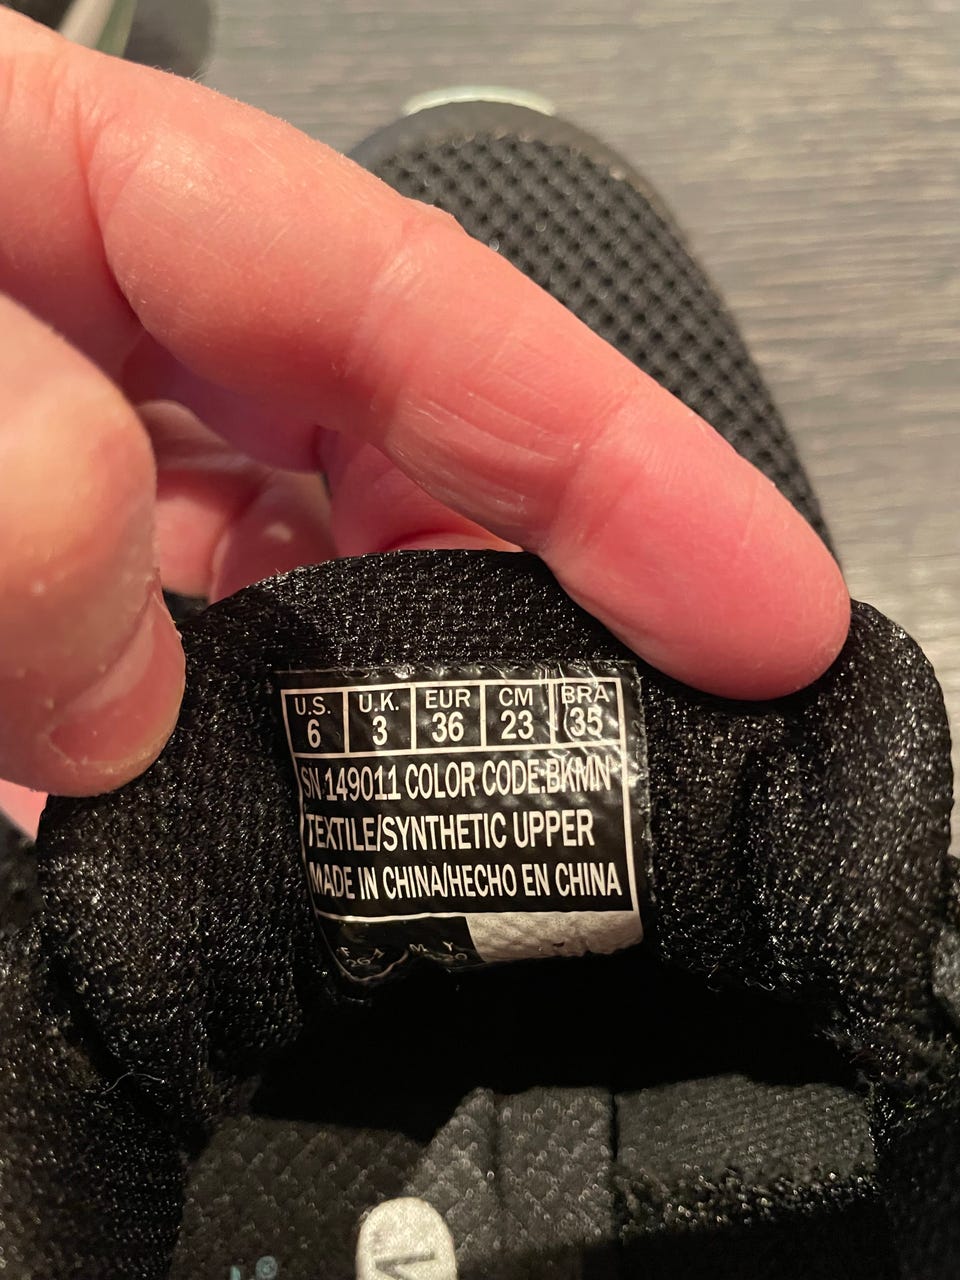 U.S. U.K. EUR CM BRA
6 3 36 23 35
SN 149011 COLOR CODE:BKMN
TEXTILE/SYNTHETIC UPPER
MADE IN CHINA/HECHO EN CHINA
M Y